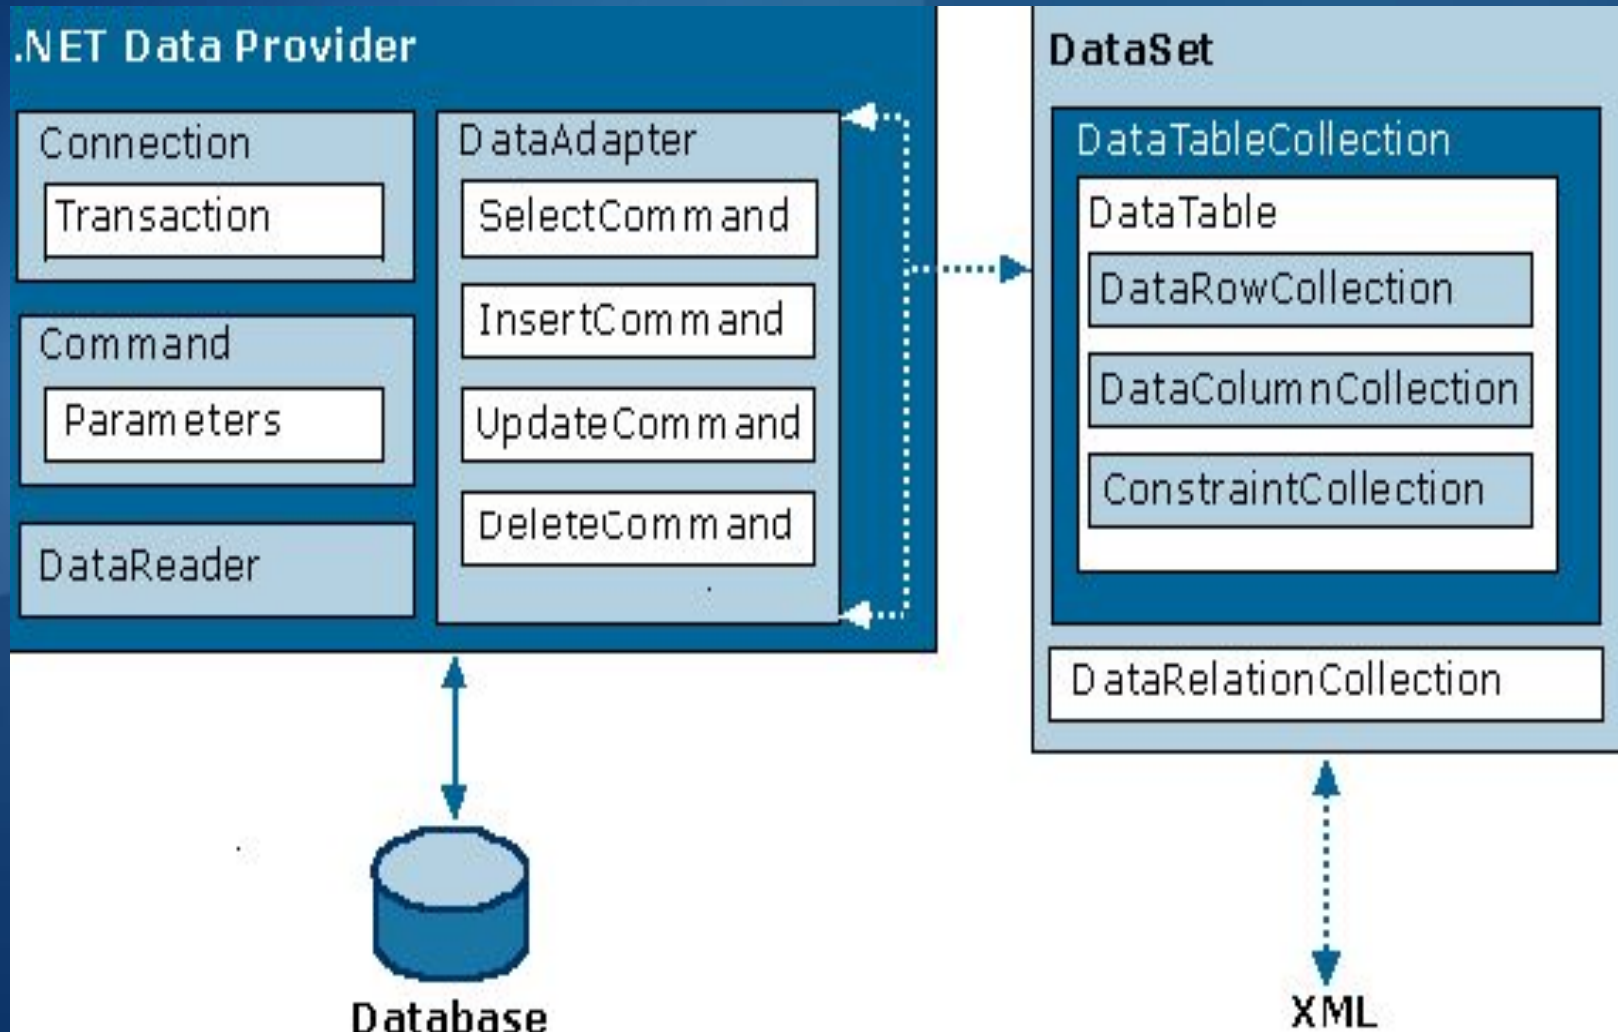 .NET Data Provider
Connection
Transaction
Command
Parameters
DataReader
DataAdapter
SelectCommand
InsertCommand
UpdateCommand
DeleteCommand
Database
DataSet
DataTableCollection
DataTable
DataRowCollection
DataColumnCollection
ConstraintCollection
DataRelationCollection
XML